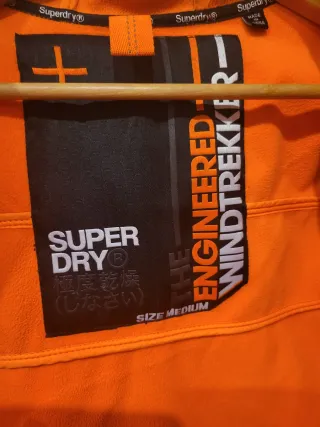 Superdry®
Superdry®
Superdry®
SUPER
DRY®
極度乾燥
(しなさい)
THE
ENGINEERED
WINDTREKKER
SIZE MEDIUM